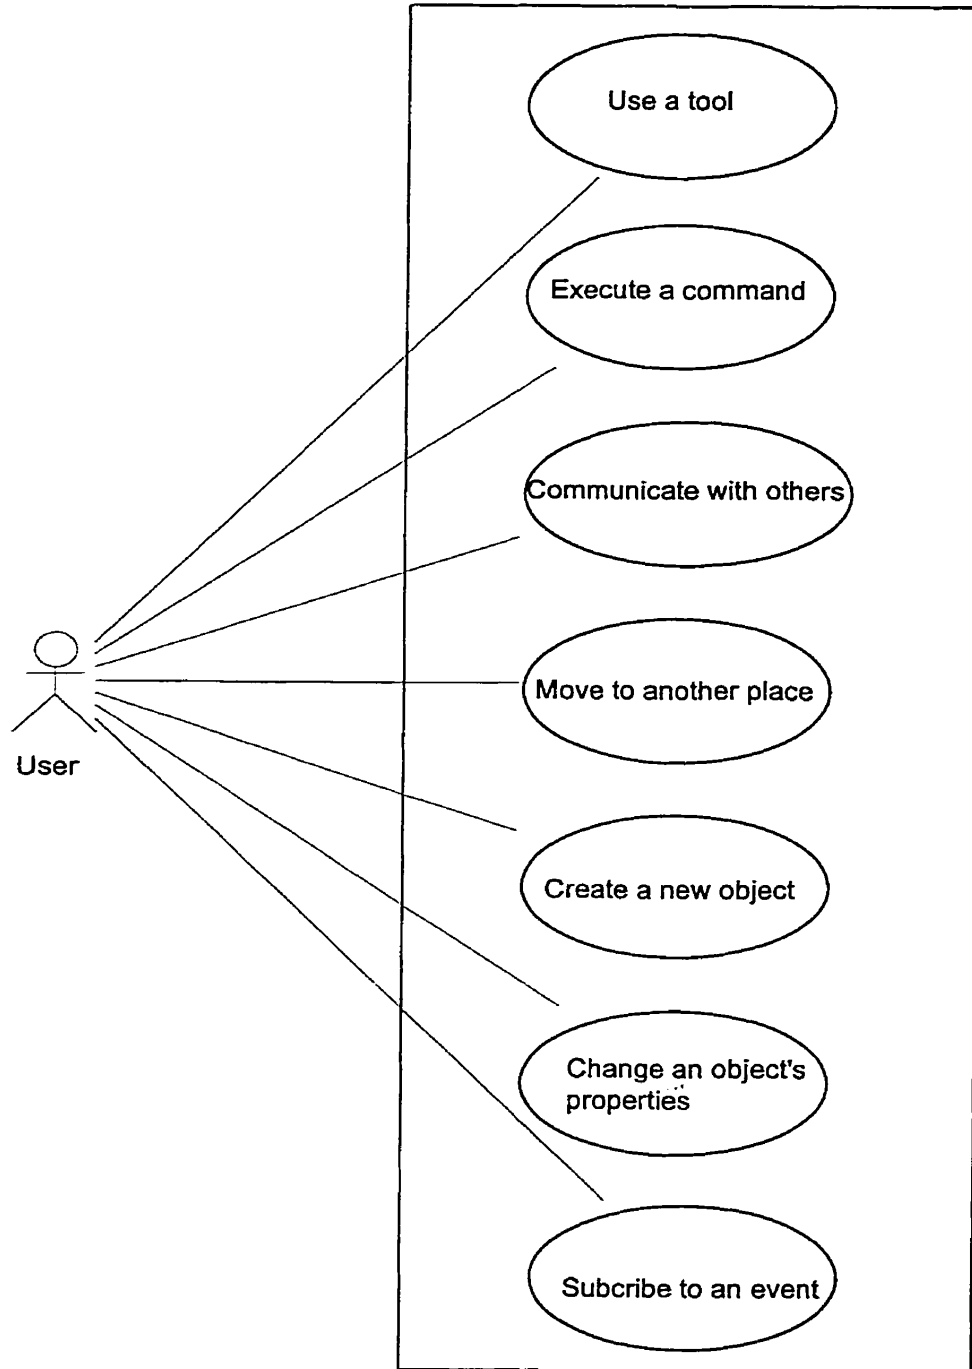 Use a tool
Execute a command
Communicate with others
Move to another place
User
Create a new object
Change an object's
properties
Subcribe to an event